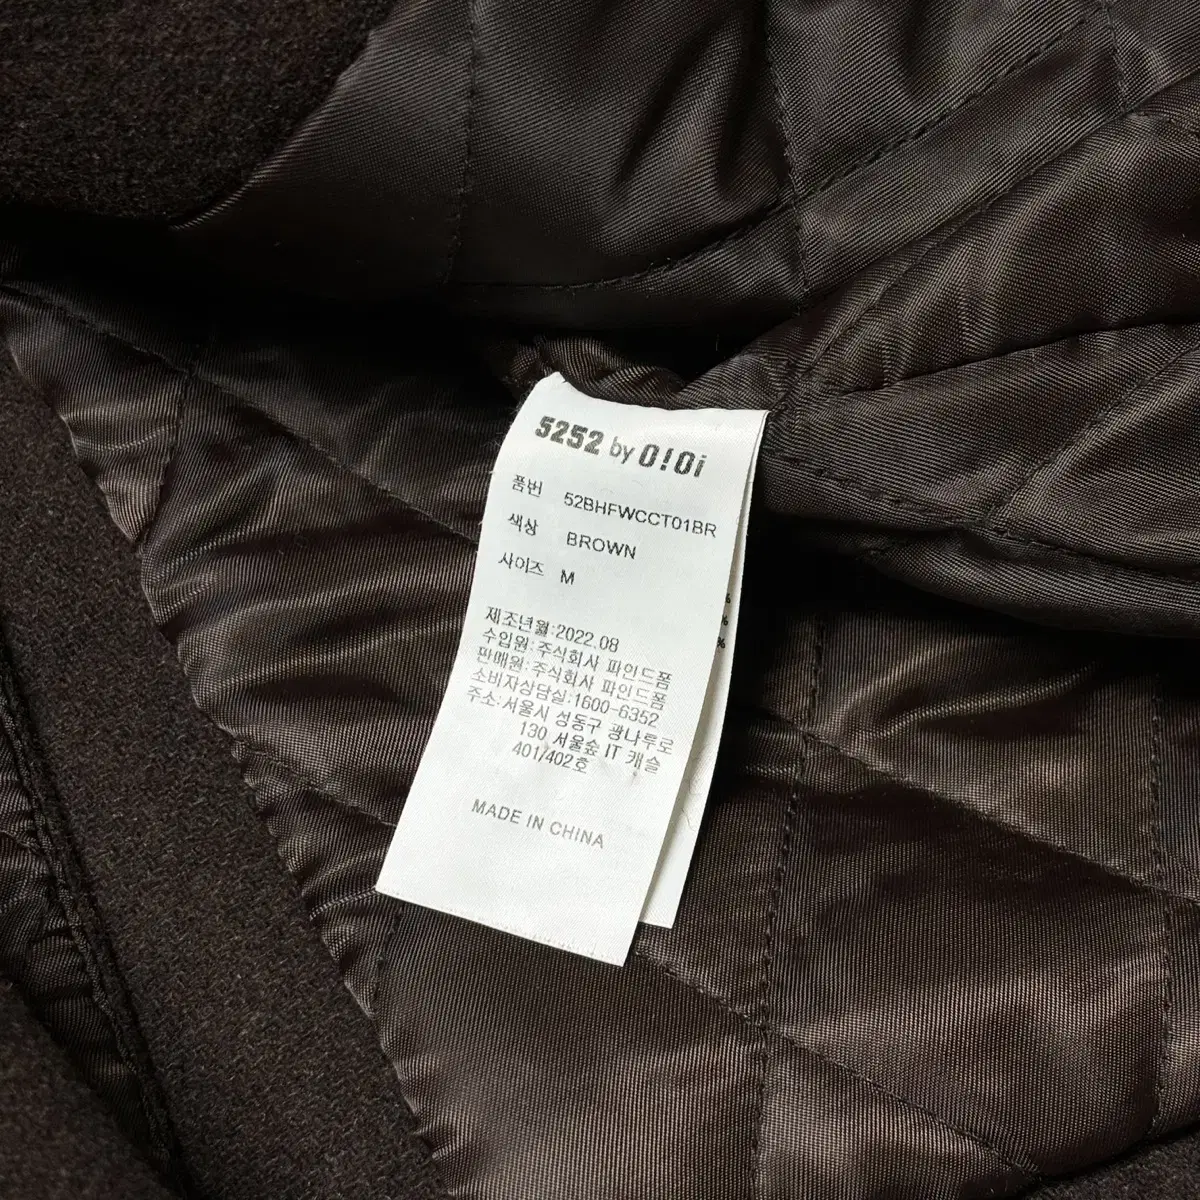 5252 by O!Oi
품번 52BHFWCCT01BR
색상 BROWN
사이즈 M
제조년월:2022.08
수입원:주식회사 파인드폼
판매원:주식회사 파인드폼
소비자상담실:1600-6352
주소:서울시 성동구 광나루로
130 서울숲 IT 캐슬
401/402호
MADE IN CHINA
%
%
%